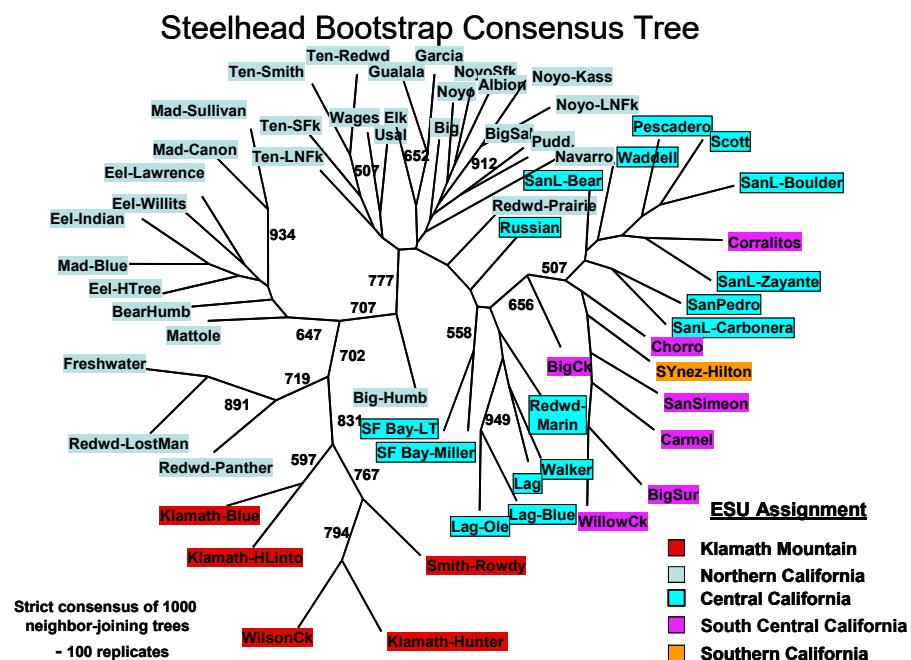 Steelhead Bootstrap Consensus Tree
Ten-Redwd
Garcia
Ten-Smith
Gualala
NoyoSfk
Noyo-Kass
Noyo
Albion
Mad-Sullivan
Noyo-LNFk
Ten-SFk
Wages
Elk
Usal
Big
BigSal
Pudd.
Pescadero
Scott
Mad-Canon
Ten-LNFk
507
652
912
Navarro
Waddell
Eel-Lawrence
SanL-Bear
SanL-Boulder
Eel-Willits
Redwd-Prairie
Eel-Indian
Russian
934
Corralitos
Mad-Blue
777
507
SanL-Zayante
Eel-HTree
BearHumb
707
656
SanPedro
Mattole
647
558
SanL-Carbonera
702
Chorro
Freshwater
719
BigCk
SYnez-Hilton
891
Big-Humb
831
SF Bay-LT
949
Redwd-
Marin
SanSimeon
Redwd-LostMan
SF Bay-Miller
Carmel
Redwd-Panther
597
767
Walker
Lag
BigSur
Klamath-Blue
794
Lag-Ole
Lag-Blue
WillowCk
Klamath-HLinto
Smith-Rowdy
WilsonCk
Klamath-Hunter
ESU Assignment
Klamath Mountain
Northern California
Central California
South Central California
Southern California
Strict consensus of 1000
neighbor-joining trees
- 100 replicates